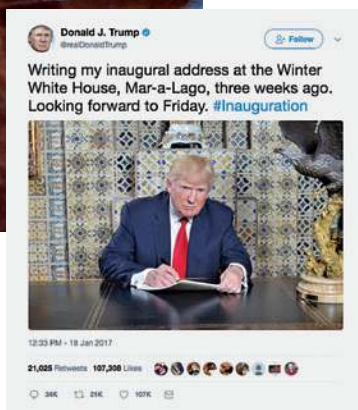 Donald J. Trump
@realDonaldTrump
Follow
Writing my inaugural address at the Winter
White House, Mar-a-Lago, three weeks ago.
Looking forward to Friday. #Inauguration
12:33 PM - 18 Jan 2017
21,025 Retweets 107,308 Likes
36K 21K 107K